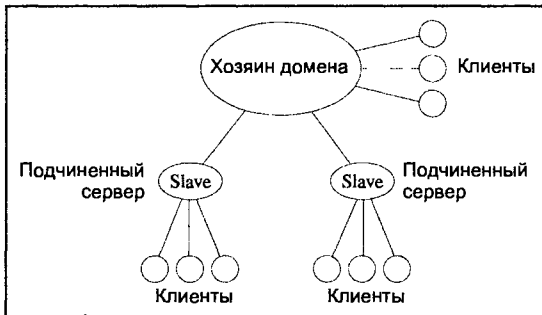 Хозяин домена
Клиенты
Подчиненный
сервер
Slave
Slave
Подчиненный
сервер
Клиенты
Клиенты